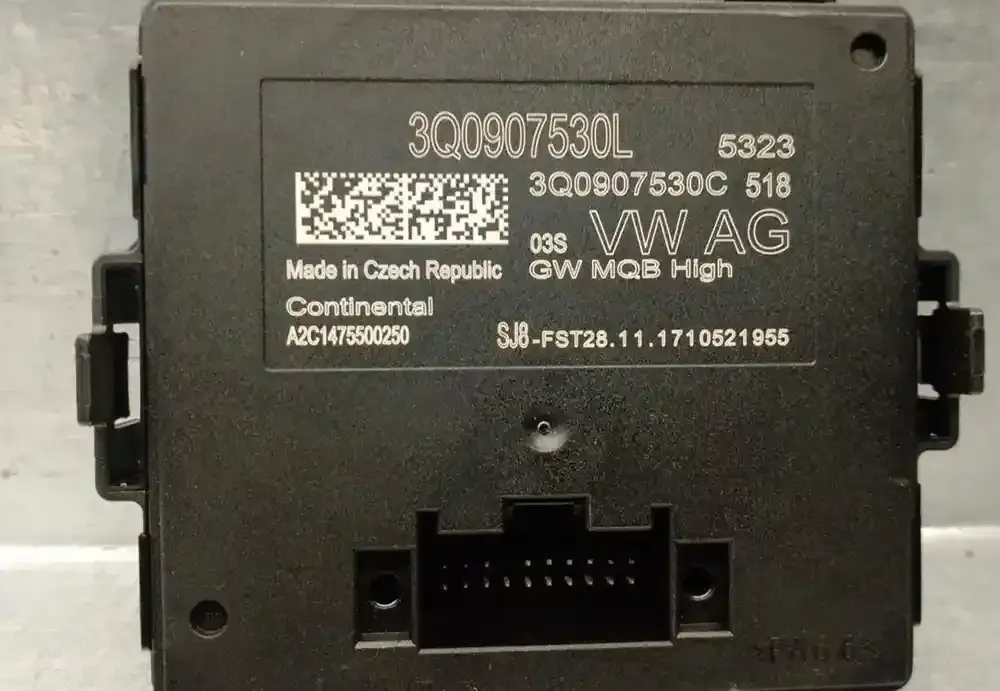 3Q0907530L 5323
3Q0907530C 518
03S VW AG
Made in Czech Republic GW MQB High
Continental
A2C1475500250 SJ8-FST28.11.1710521955